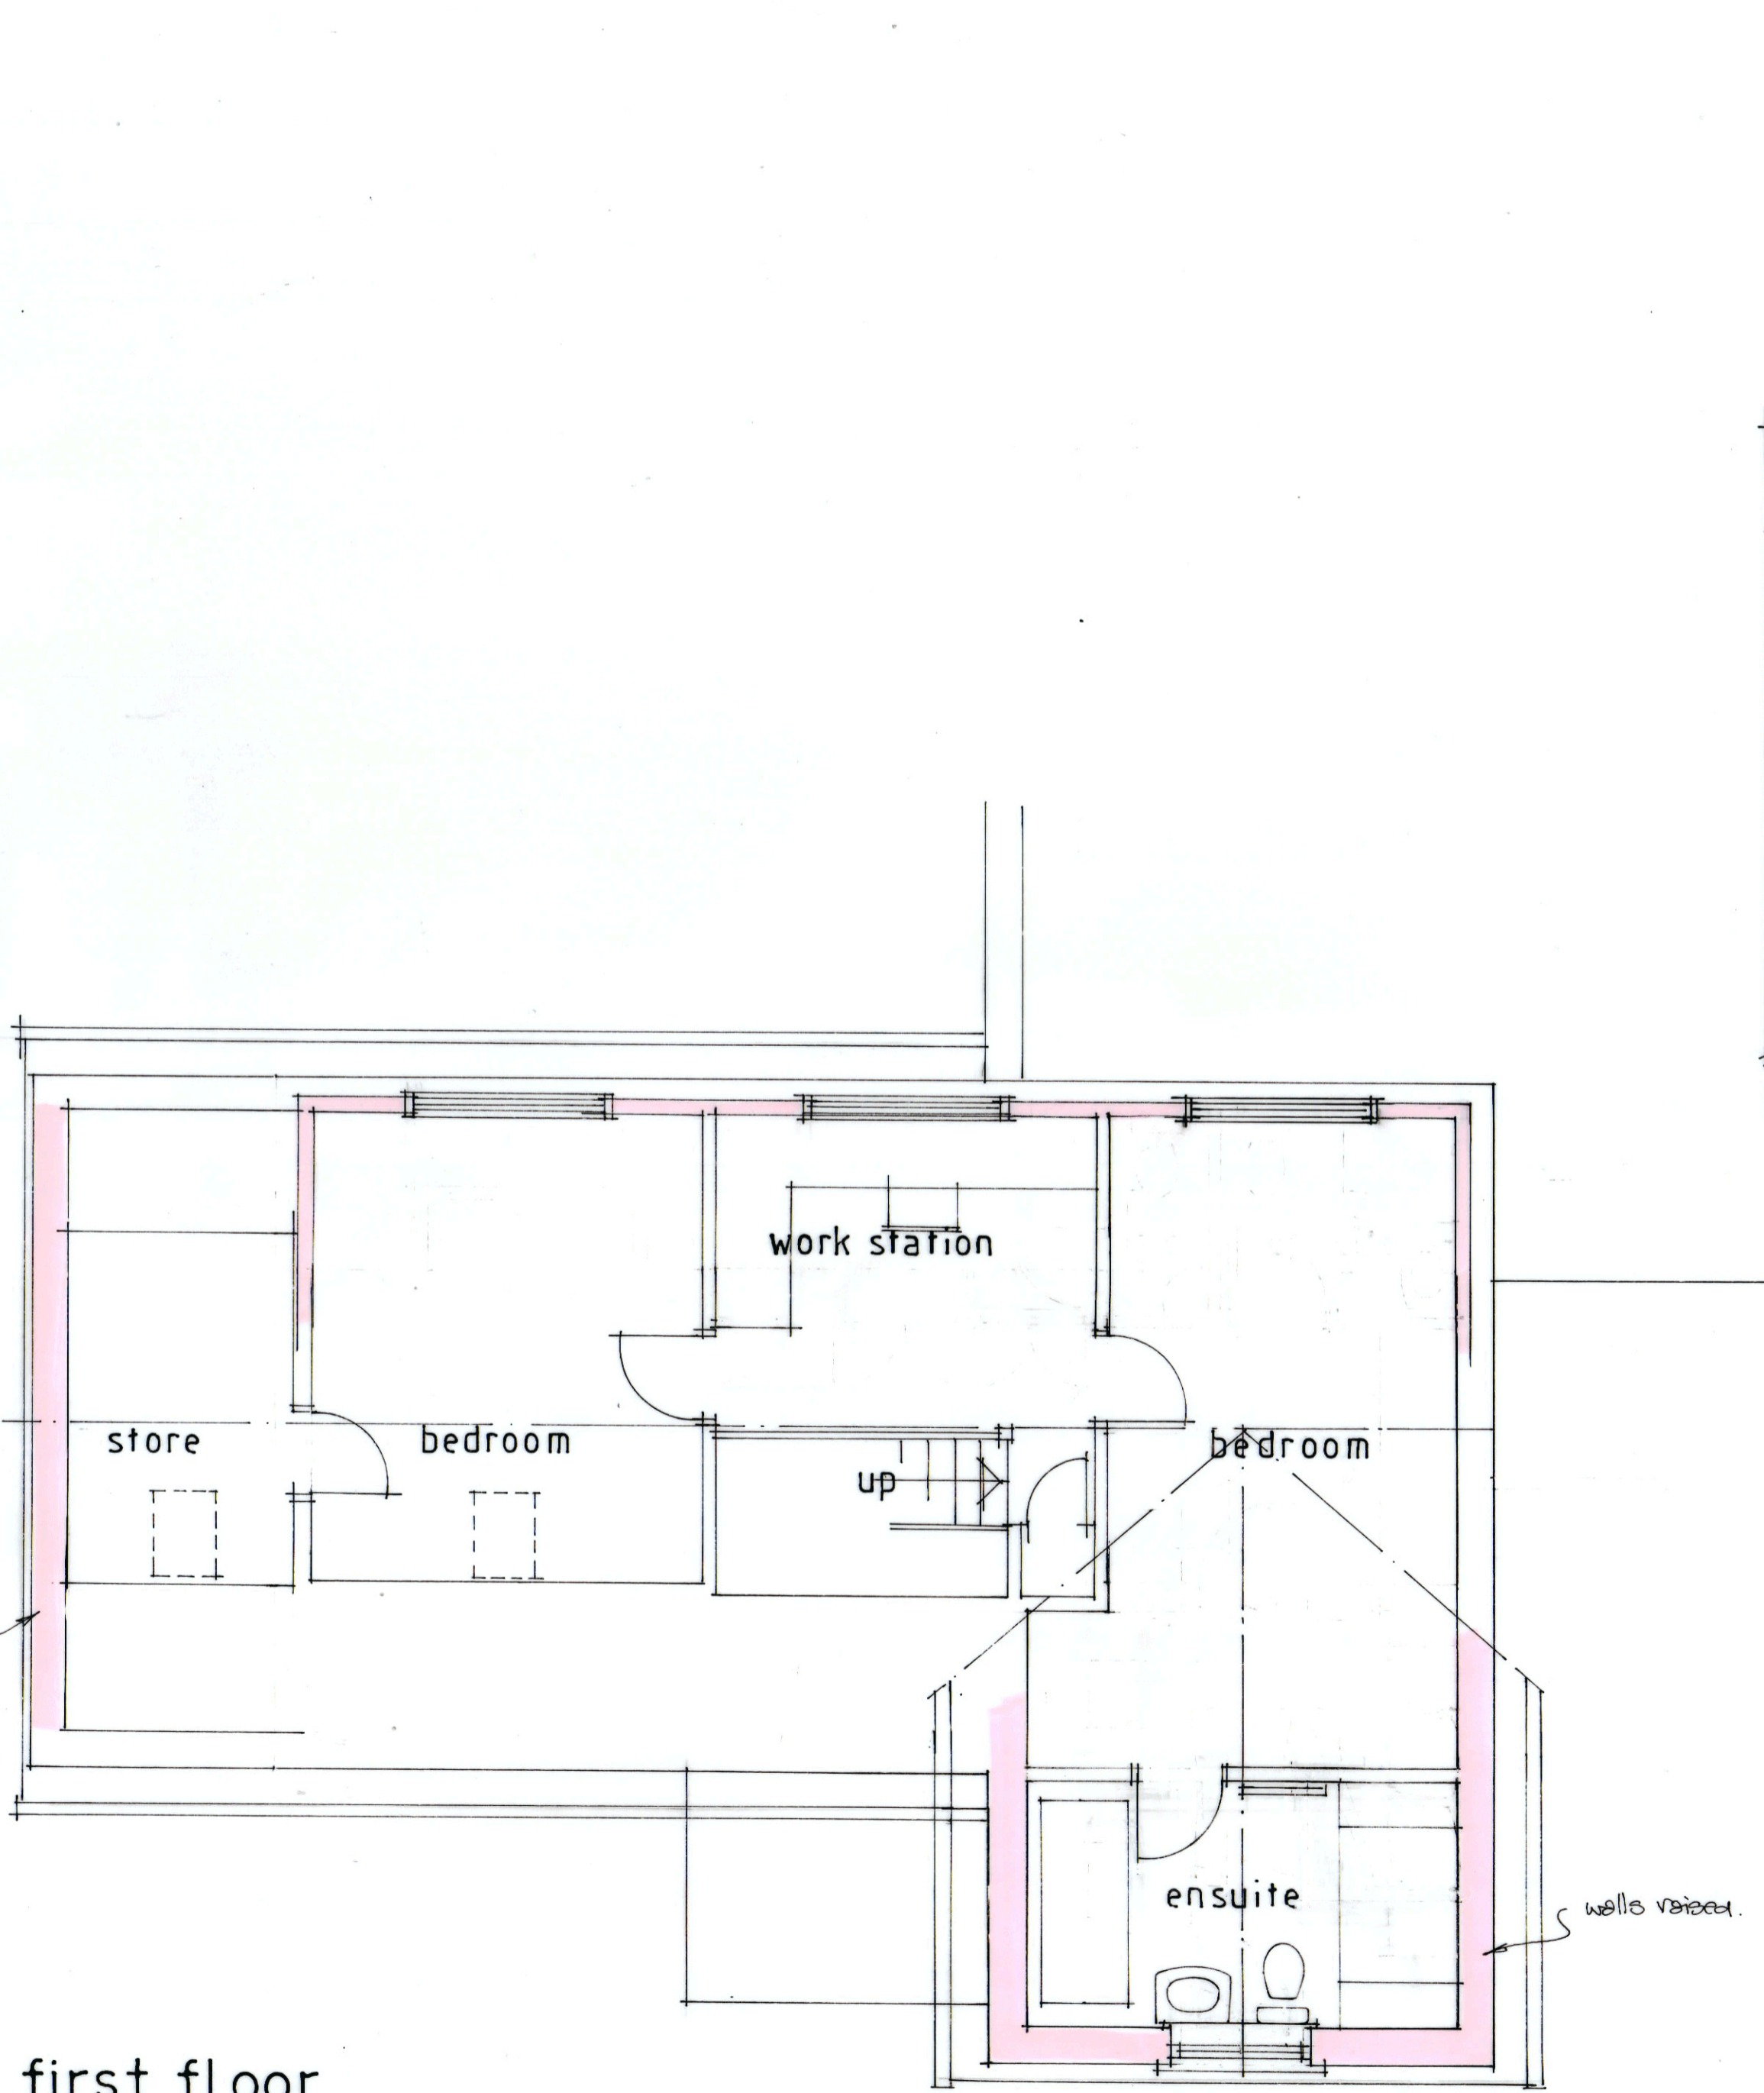 work station
store
bedroom
bedroom
up
ensuite
walls raised.
first floor